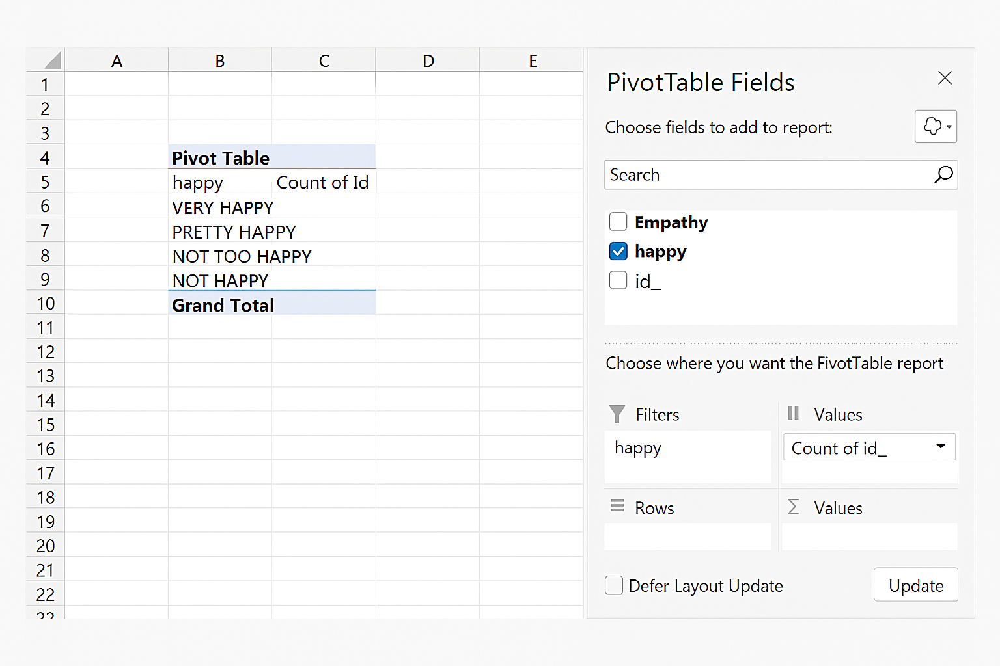 A B C D E
1
2
3
4 Pivot Table
5 happy Count of Id
6 VERY HAPPY
7 PRETTY HAPPY
8 NOT TOO HAPPY
9 NOT HAPPY
10 Grand Total
11
12
13
14
15
16
17
18
19
20
21
22
PivotTable Fields
Choose fields to add to report:
Search
Empathy
happy
id_
Choose where you want the FivotTable report
Filters
happy
Values
Count of id_
Rows
Σ Values
Defer Layout Update
Update